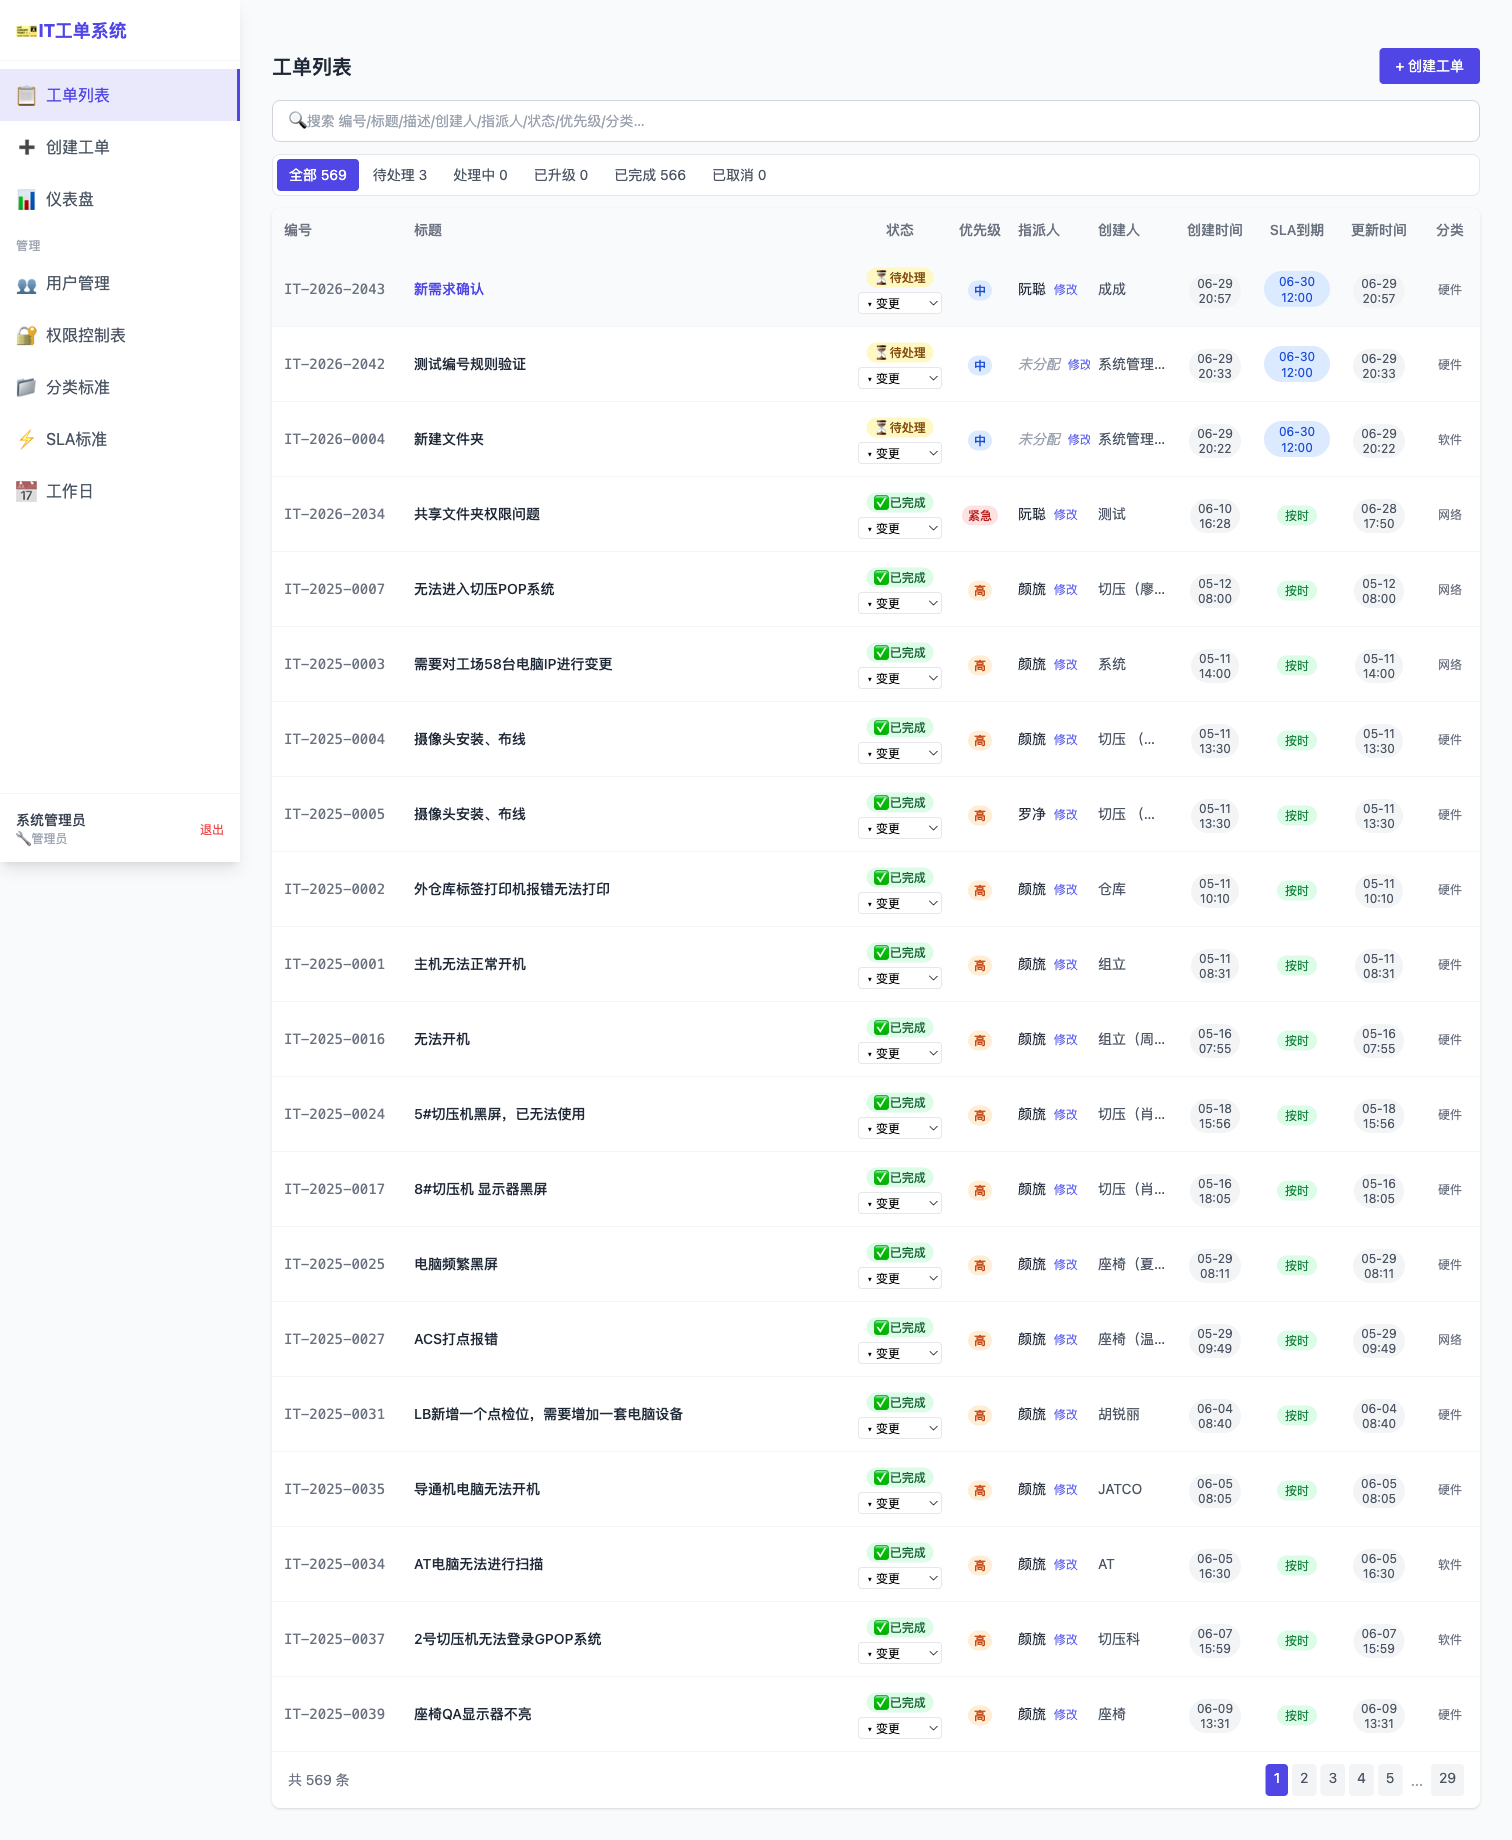 IT工单系统
工单列表
创建工单
仪表盘
管理
用户管理
权限控制表
分类标准
SLA标准
工作日
系统管理员
管理员
退出
工单列表
+ 创建工单
搜索 编号/标题/描述/创建人/指派人/状态/优先级/分类...
全部 569 待处理 3 处理中 0 已升级 0 已完成 566 已取消 0
编号 标题 状态 优先级 指派人 创建人 创建时间 SLA到期 更新时间 分类
IT-2026-2043 新需求确认 待处理 变更 中 阮聪 修改 成成 06-29 20:57 06-30 12:00 06-29 20:57 硬件
IT-2026-2042 测试编号规则验证 待处理 变更 中 未分配 修改 系统管理... 06-29 20:33 06-30 12:00 06-29 20:33 硬件
IT-2026-0004 新建文件夹 待处理 变更 中 未分配 修改 系统管理... 06-29 20:22 06-30 12:00 06-29 20:22 软件
IT-2026-2034 共享文件夹权限问题 已完成 变更 紧急 阮聪 修改 测试 06-10 16:28 按时 06-28 17:50 网络
IT-2025-0007 无法进入切压POP系统 已完成 变更 高 颜旒 修改 切压（廖... 05-12 08:00 按时 05-12 08:00 网络
IT-2025-0003 需要对工场58台电脑IP进行变更 已完成 变更 高 颜旒 修改 系统 05-11 14:00 按时 05-11 14:00 网络
IT-2025-0004 摄像头安装、布线 已完成 变更 高 颜旒 修改 切压 （... 05-11 13:30 按时 05-11 13:30 硬件
IT-2025-0005 摄像头安装、布线 已完成 变更 高 罗净 修改 切压 （... 05-11 13:30 按时 05-11 13:30 硬件
IT-2025-0002 外仓库标签打印机报错无法打印 已完成 变更 高 颜旒 修改 仓库 05-11 10:10 按时 05-11 10:10 硬件
IT-2025-0001 主机无法正常开机 已完成 变更 高 颜旒 修改 组立 05-11 08:31 按时 05-11 08:31 硬件
IT-2025-0016 无法开机 已完成 变更 高 颜旒 修改 组立（周... 05-16 07:55 按时 05-16 07:55 硬件
IT-2025-0024 5#切压机黑屏，已无法使用 已完成 变更 高 颜旒 修改 切压（肖... 05-18 15:56 按时 05-18 15:56 硬件
IT-2025-0017 8#切压机 显示器黑屏 已完成 变更 高 颜旒 修改 切压（肖... 05-16 18:05 按时 05-16 18:05 硬件
IT-2025-0025 电脑频繁黑屏 已完成 变更 高 颜旒 修改 座椅（夏... 05-29 08:11 按时 05-29 08:11 硬件
IT-2025-0027 ACS打点报错 已完成 变更 高 颜旒 修改 座椅（温... 05-29 09:49 按时 05-29 09:49 网络
IT-2025-0031 LB新增一个点检位，需要增加一套电脑设备 已完成 变更 高 颜旒 修改 胡锐丽 06-04 08:40 按时 06-04 08:40 硬件
IT-2025-0035 导通机电脑无法开机 已完成 变更 高 颜旒 修改 JATCO 06-05 08:05 按时 06-05 08:05 硬件
IT-2025-0034 AT电脑无法进行扫描 已完成 变更 高 颜旒 修改 AT 06-05 16:30 按时 06-05 16:30 软件
IT-2025-0037 2号切压机无法登录GPOP系统 已完成 变更 高 颜旒 修改 切压科 06-07 15:59 按时 06-07 15:59 软件
IT-2025-0039 座椅QA显示器不亮 已完成 变更 高 颜旒 修改 座椅 06-09 13:31 按时 06-09 13:31 硬件
共 569 条 1 2 3 4 5 ... 29